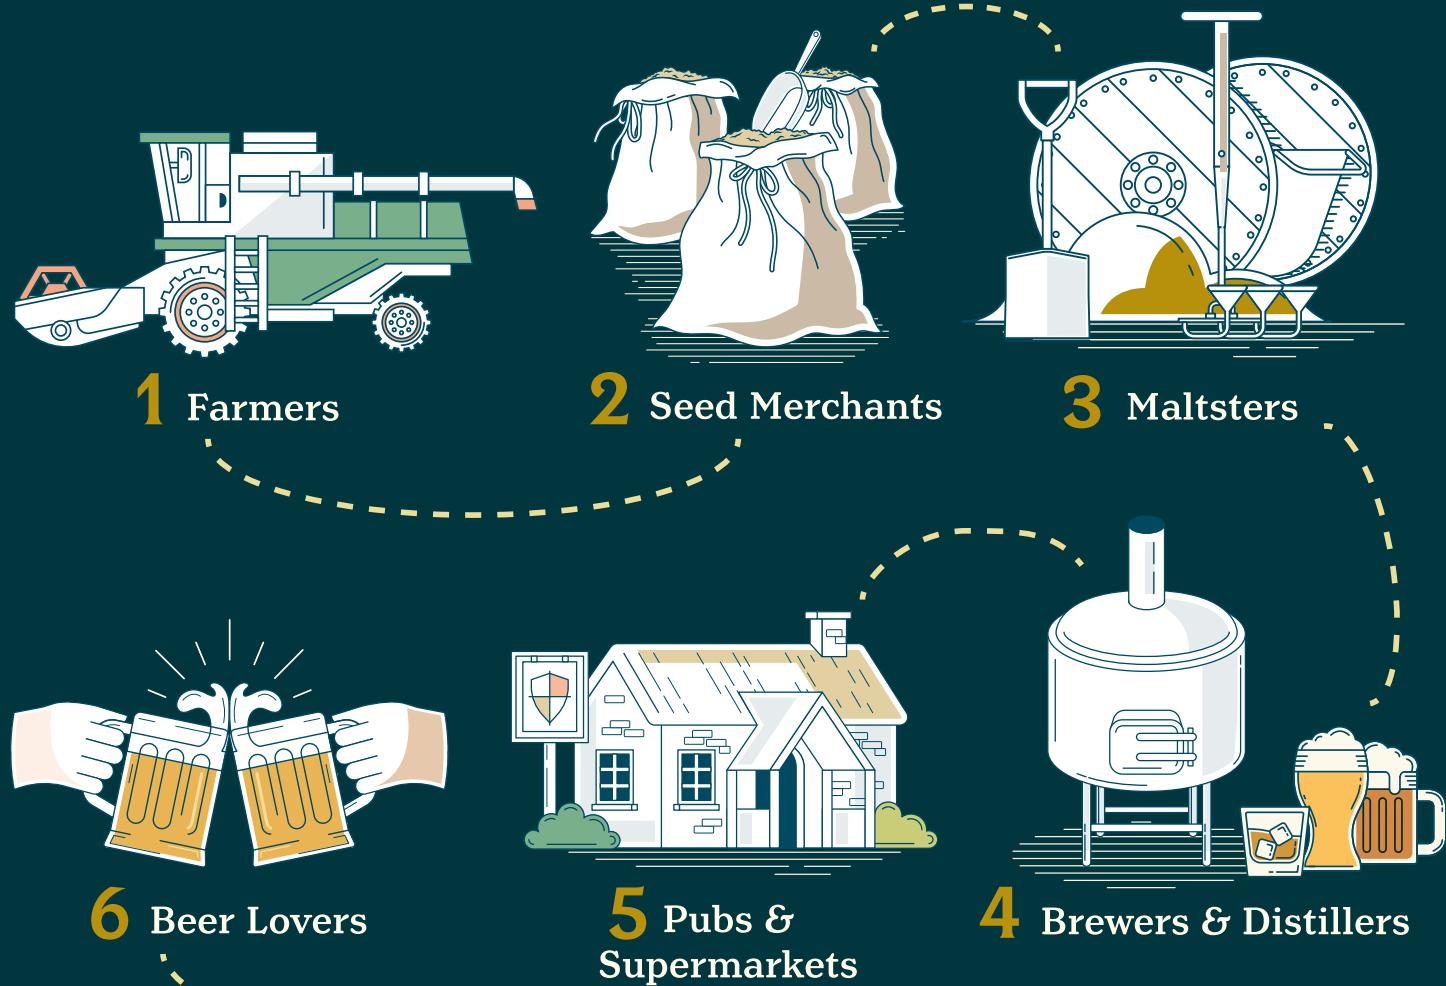 1 Farmers
2 Seed Merchants
3 Maltsters
4 Brewers & Distillers
5 Pubs &
Supermarkets
6 Beer Lovers